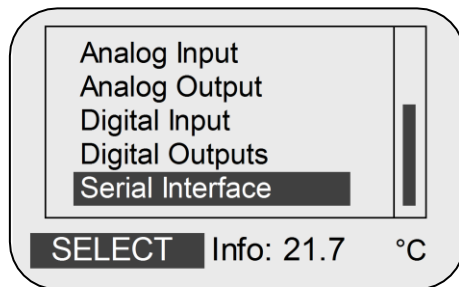 Analog Input
Analog Output
Digital Input
Digital Outputs
Serial Interface
SELECT Info: 21.7 °C